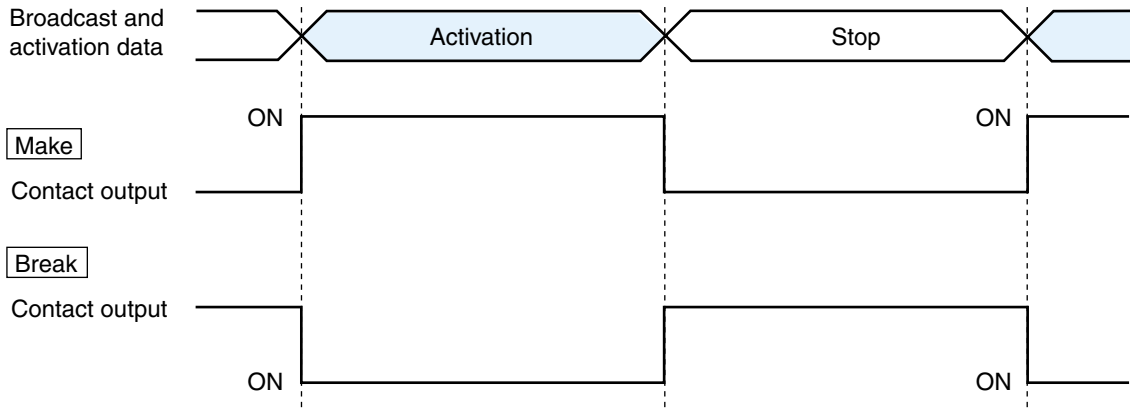 Broadcast and
activation data
Activation
Stop
ON
ON
Make
Contact output
Break
Contact output
ON
ON